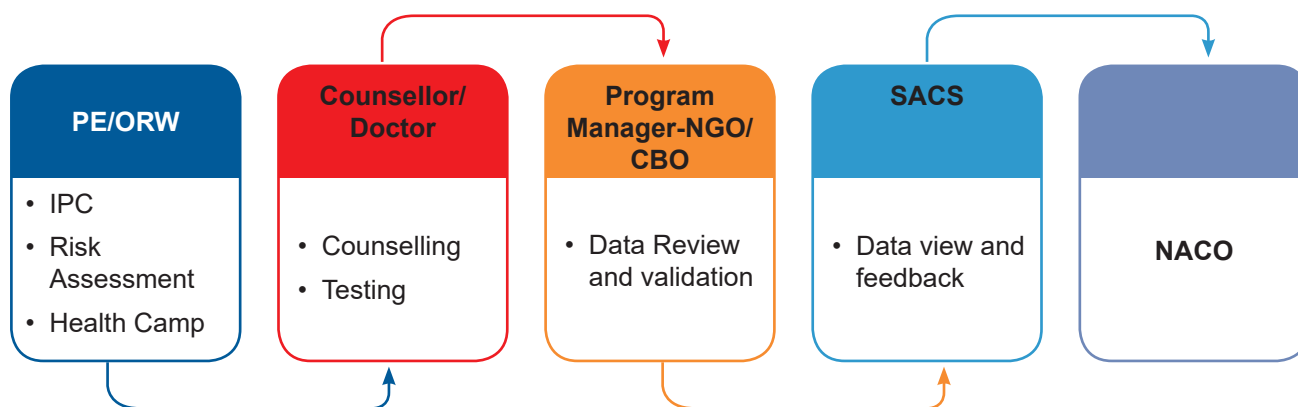 PE/ORW
• IPC
• Risk
Assessment
• Health Camp
Counsellor/
Doctor
• Counselling
• Testing
Program
Manager-NGO/
CBO
• Data Review
and validation
SACS
• Data view and
feedback
NACO